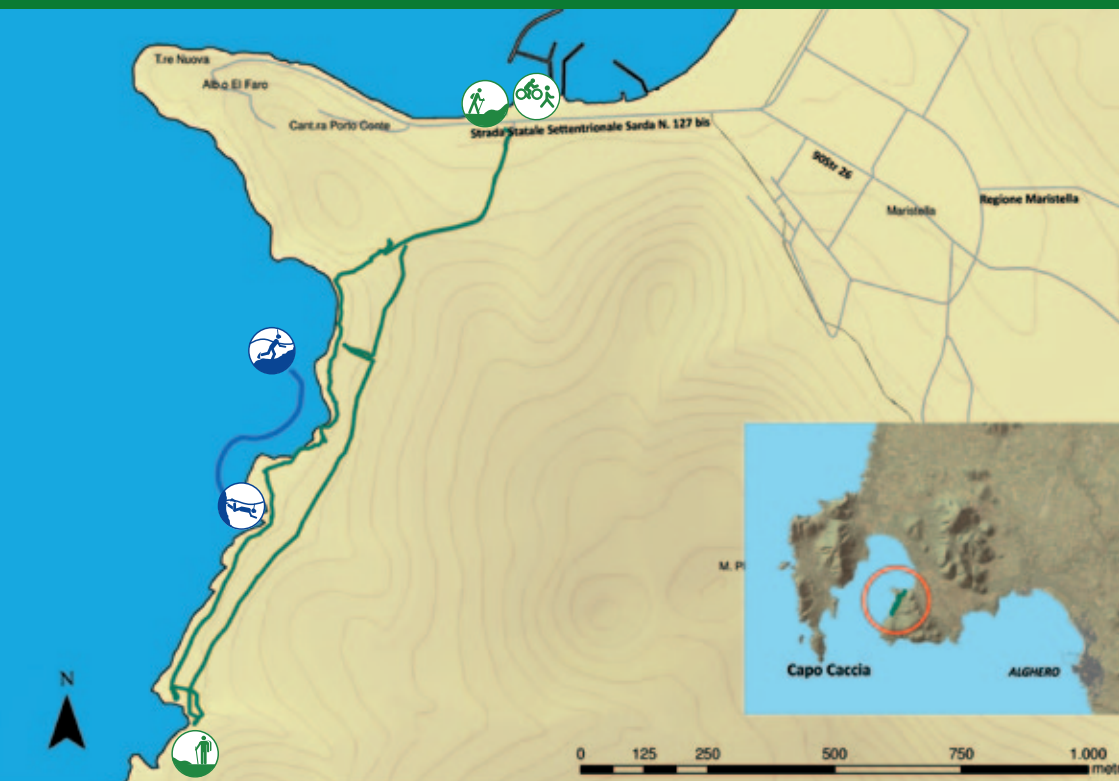 T.re Nuova
Alb.o El Faro
Cant.ra Porto Conte
Strada Statale Settentrionale Sarda N. 127 bis
90Str 26
Maristella
Regione Maristella
M.
Capo Caccia
ALGHERO
N
0 125 250 500 750 1.000